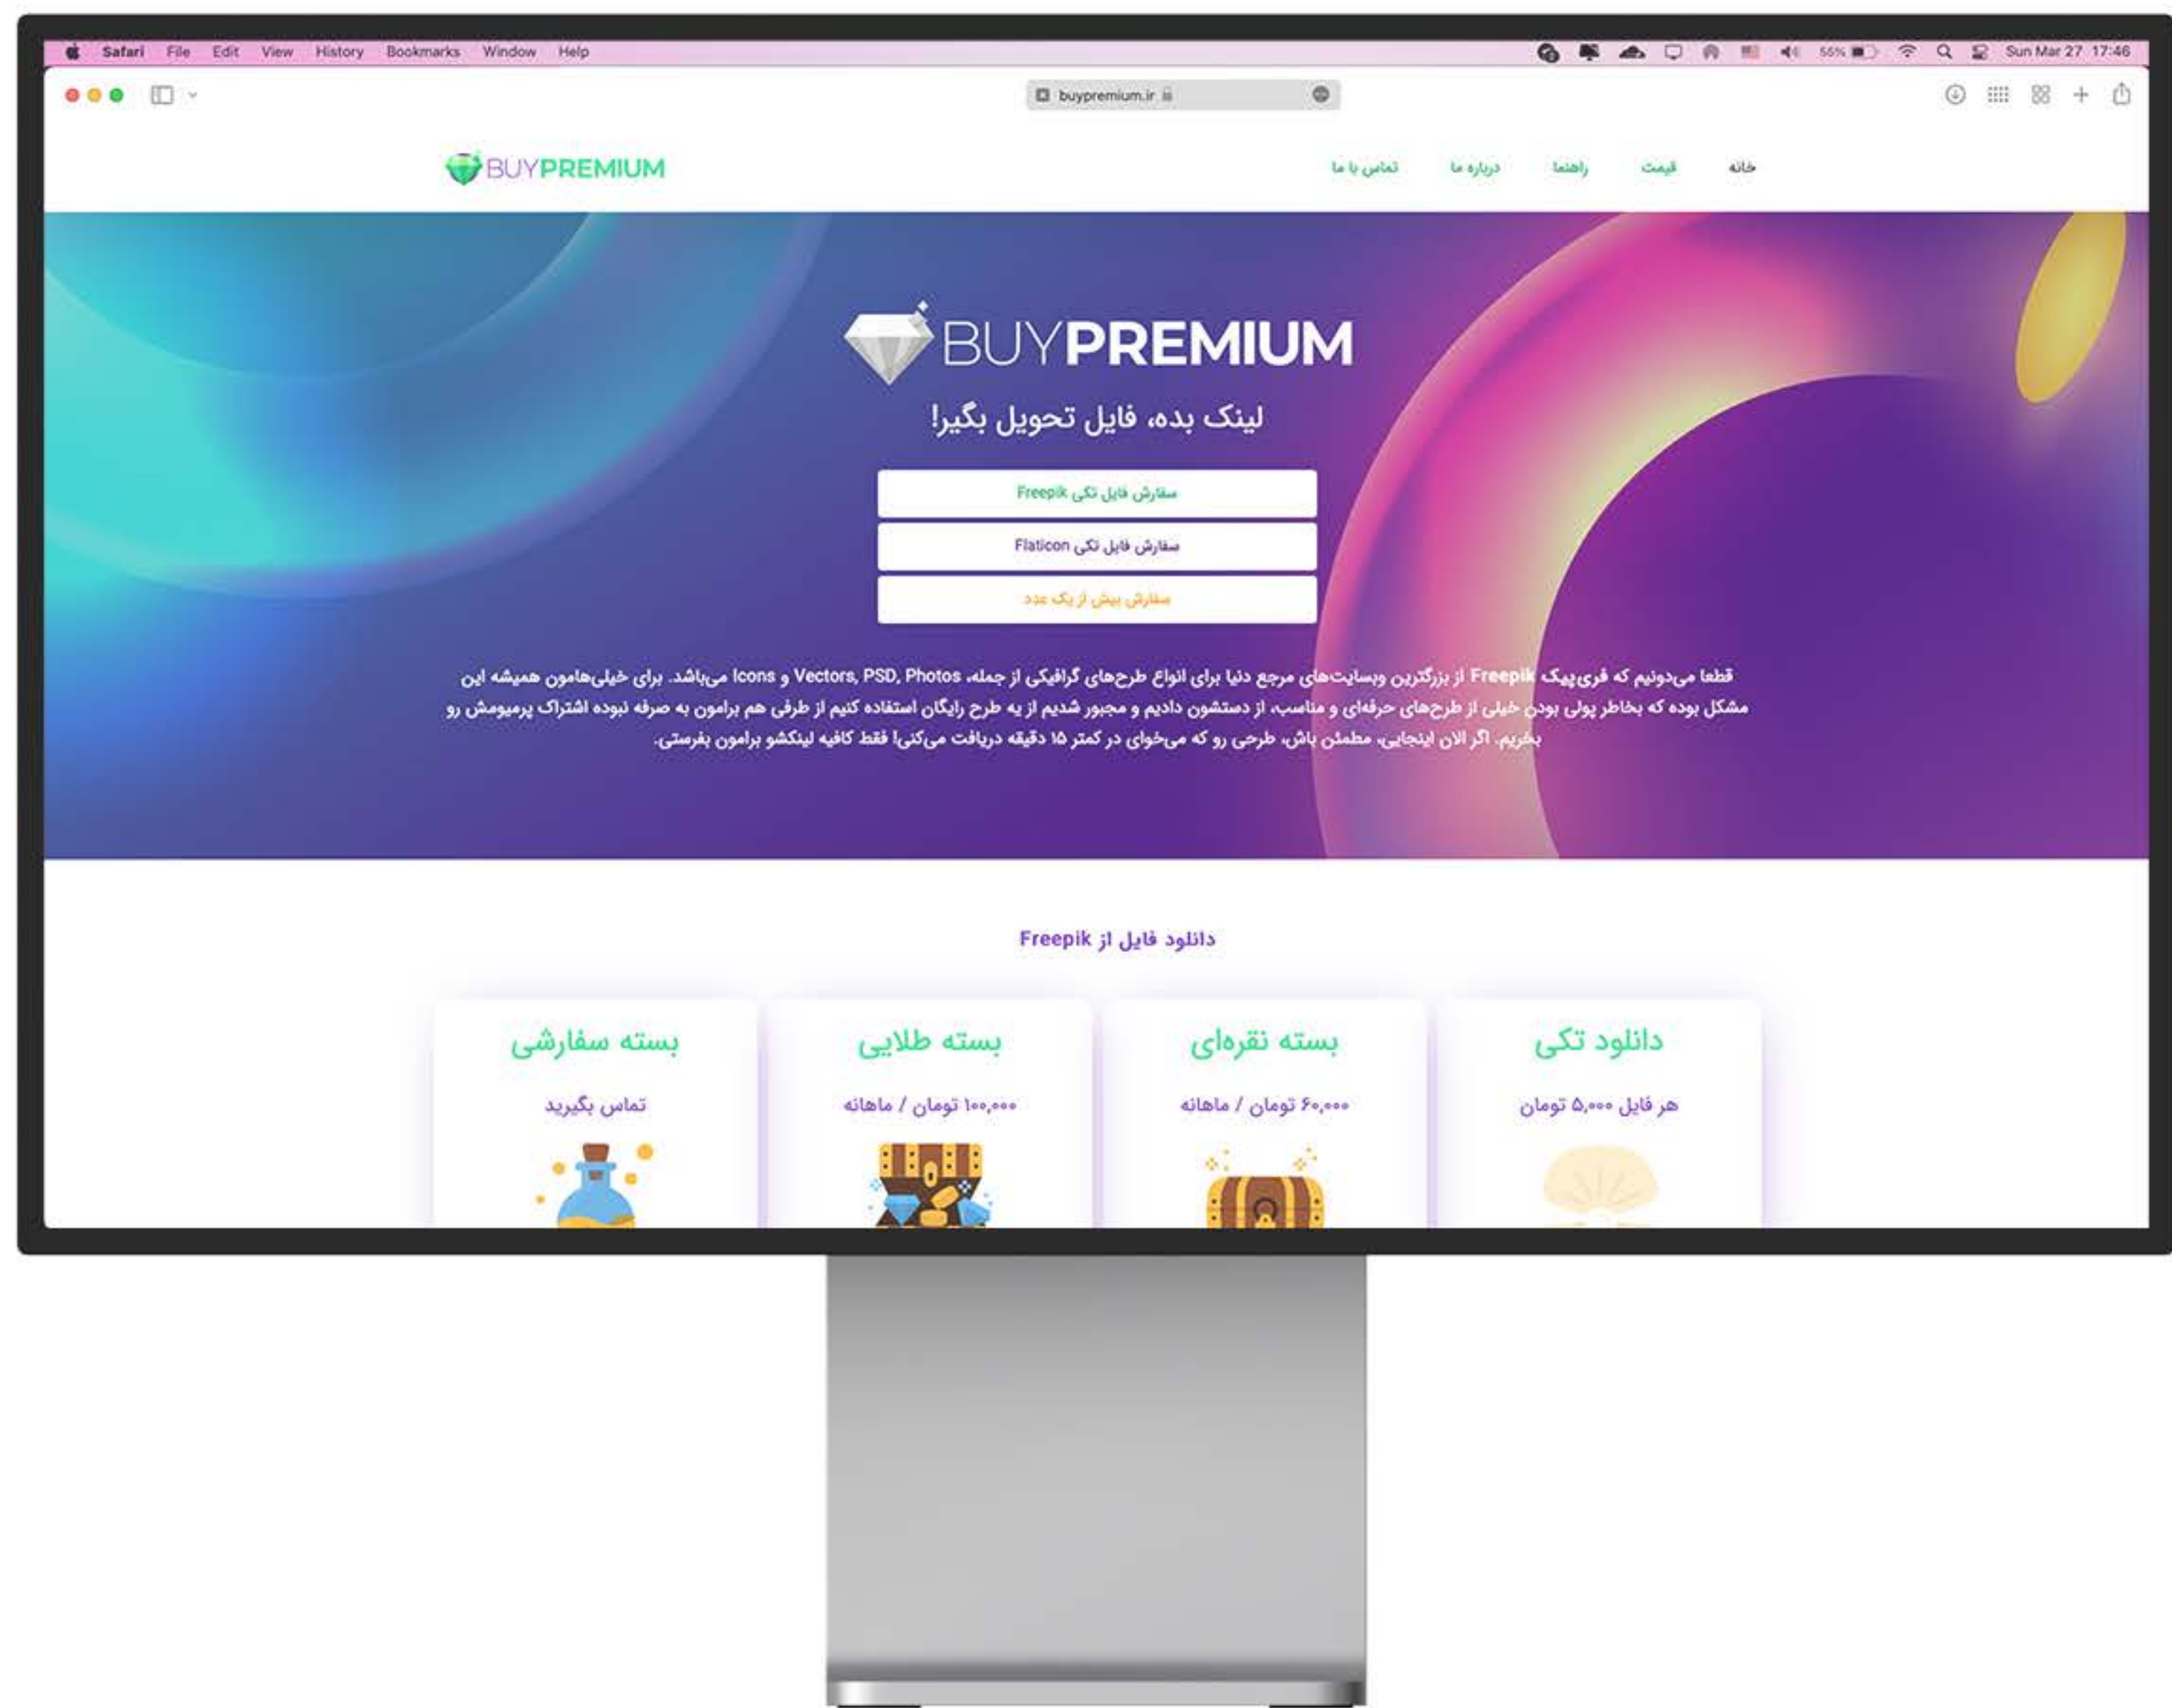 Safari File Edit View History Bookmarks Window Help 55% Sun Mar 27 17:46
buypremium.ir
BUYPREMIUM
خانه قیمت راهنما درباره ما تماس با ما
BUYPREMIUM
لینک بده، فایل تحویل بگیر!
سفارش فایل تکی Freepik
سفارش فایل تکی Flaticon
سفارش بیش از یک عدد
قطعا می‌دونیم که فری‌پیک Freepik از بزرگترین وبسایت‌های مرجع دنیا برای انواع طرح‌های گرافیکی از جمله، Vectors, PSD, Photos و Icons می‌باشد. برای خیلی‌هامون همیشه این
مشکل بوده که بخاطر پولی بودن خیلی از طرح‌های حرفه‌ای و مناسب، از دستشون دادیم و مجبور شدیم از یه طرح رایگان استفاده کنیم از طرفی هم برامون به صرفه نبوده اشتراک پرمیومش رو
بخریم. اگر الان اینجایی، مطمئن باش، طرحی رو که می‌خوای در کمتر ۱۵ دقیقه دریافت می‌کنی! فقط کافیه لینکشو برامون بفرستی.
دانلود فایل از Freepik
دانلود تکی
هر فایل ۵,۰۰۰ تومان
بسته نقره‌ای
۶۰,۰۰۰ تومان / ماهانه
بسته طلایی
۱۰۰,۰۰۰ تومان / ماهانه
بسته سفارشی
تماس بگیرید